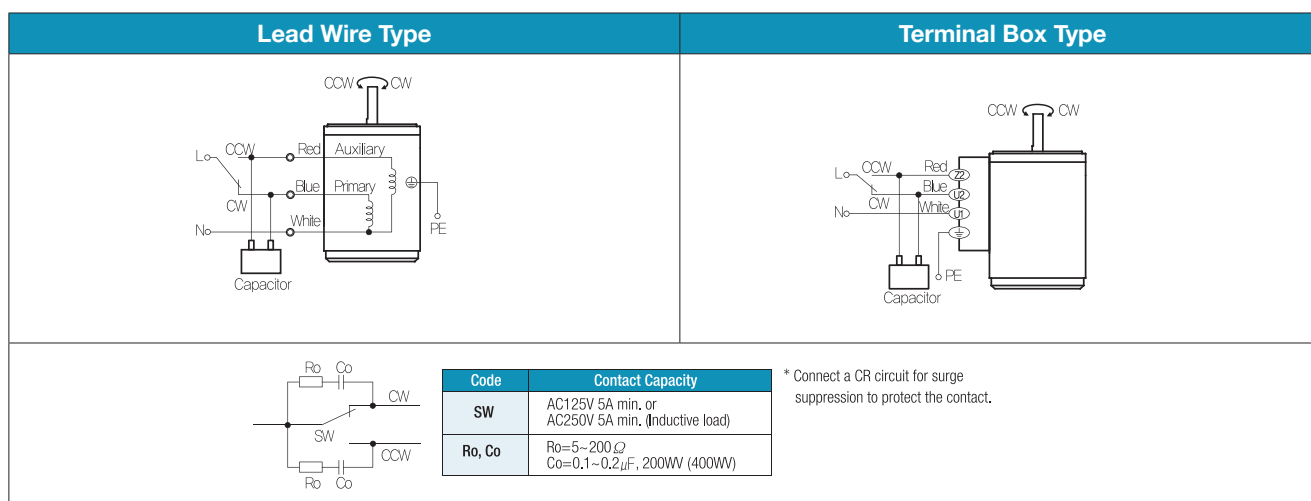 Lead Wire Type
Terminal Box Type
CCW CW
L CCW Red Auxiliary
Blue Primary
CW
White
N
PE
Capacitor
CCW CW
L CCW Red Z2
Blue U2
CW White U1
N
PE
Capacitor
Ro Co
CW
SW
CCW
Ro Co
Code Contact Capacity
SW AC125V 5A min. or
AC250V 5A min. (Inductive load)
Ro, Co Ro=5~200Ω
Co=0.1~0.2μF, 200WV (400WV)
* Connect a CR circuit for surge
suppression to protect the contact.